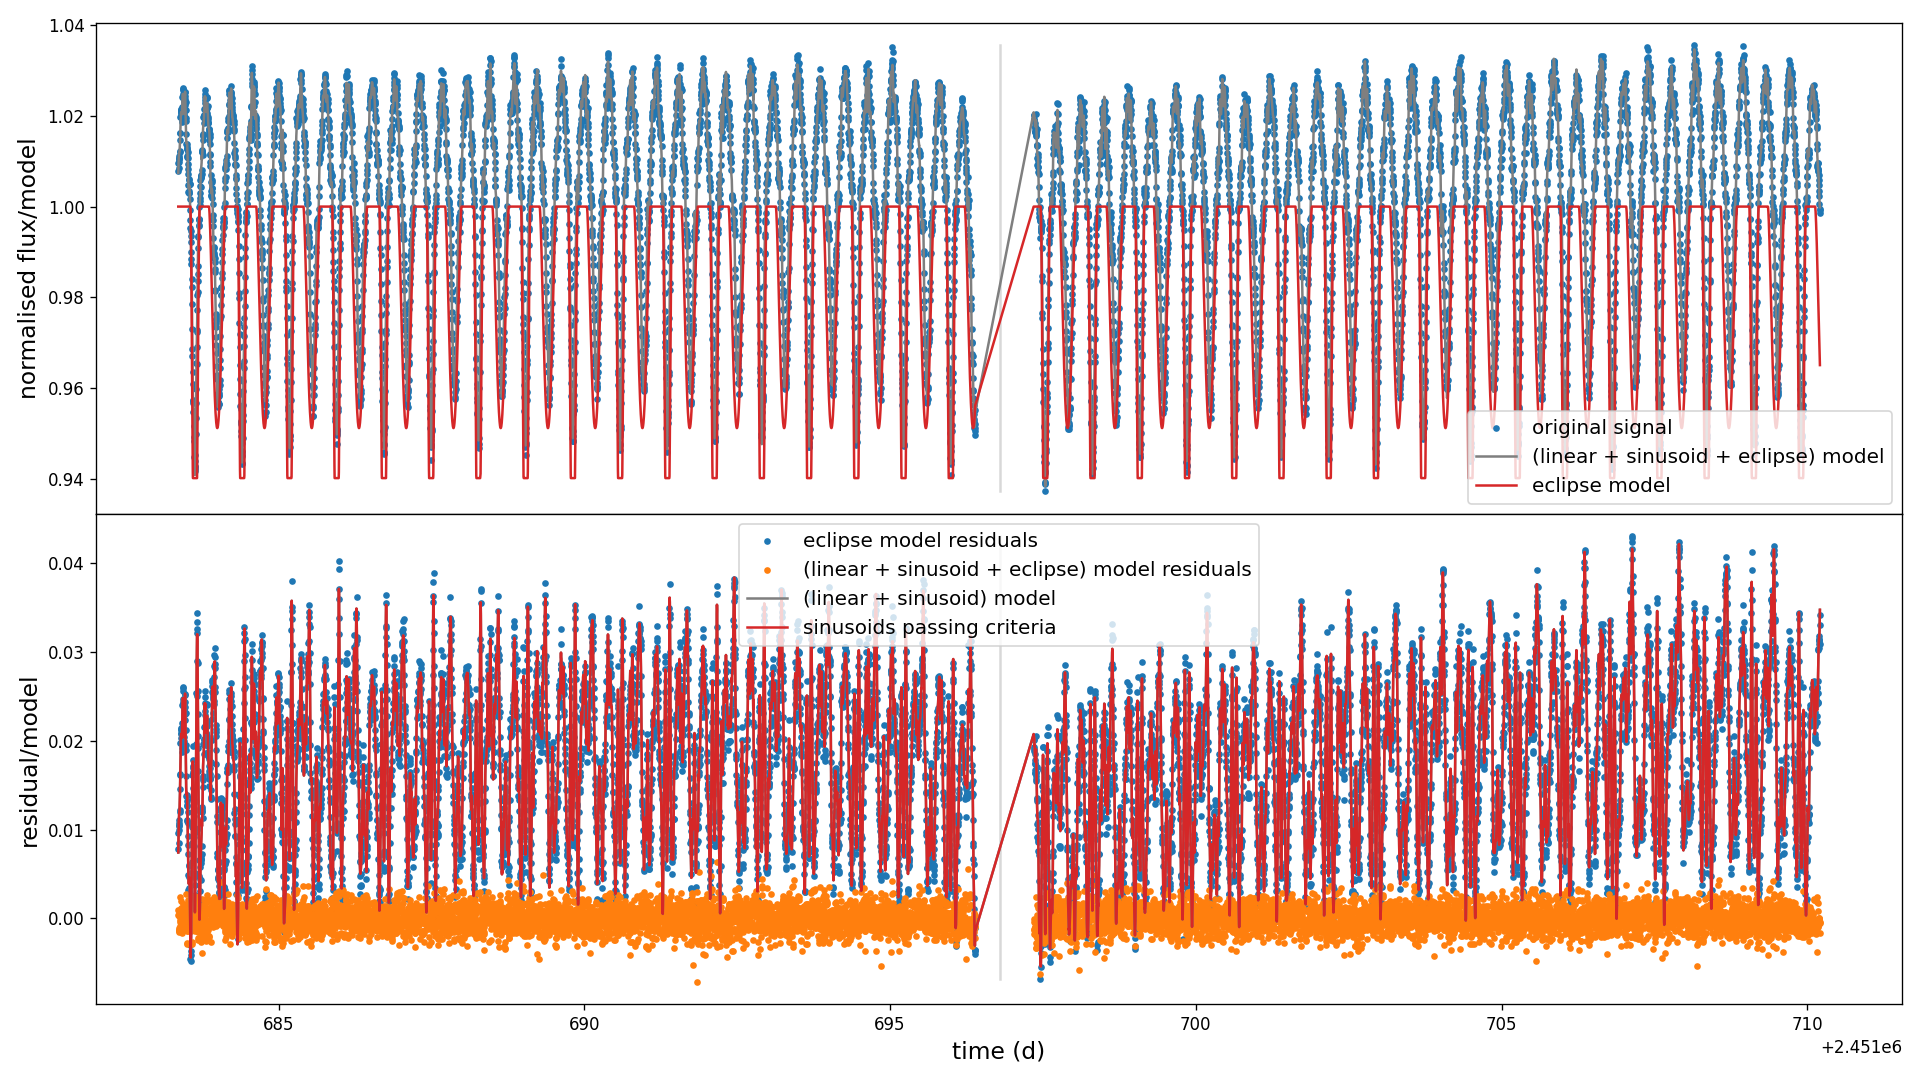 1.04
1.02
1.00
0.98
0.96
0.94
normalised flux/model
original signal
(linear + sinusoid + eclipse) model
eclipse model
0.04
0.03
0.02
0.01
0.00
residual/model
eclipse model residuals
(linear + sinusoid + eclipse) model residuals
(linear + sinusoid) model
sinusoids passing criteria
685
690
695
700
705
710
time (d)
+2.451e6